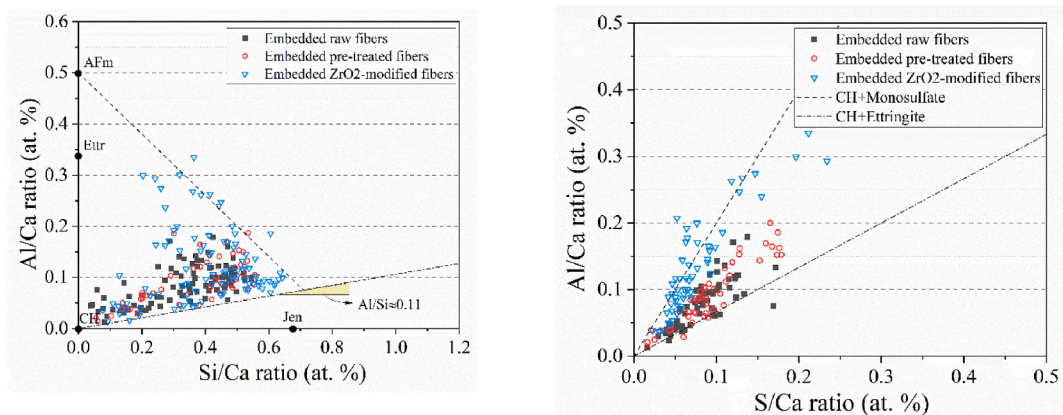 0.6
0.5
0.4
0.3
0.2
0.1
0.0
Al/Ca ratio (at. %)
Embedded raw fibers
Embedded pre-treated fibers
Embedded ZrO2-modified fibers
AFm
Ettr
CH
Al/Si≈0.11
Jen
0.0 0.2 0.4 0.6 0.8 1.0 1.2
Si/Ca ratio (at. %)
0.5
0.4
0.3
0.2
0.1
0.0
Al/Ca ratio (at. %)
Embedded raw fibers
Embedded pre-treated fibers
Embedded ZrO2-modified fibers
CH+Monosulfate
CH+Ettringite
0.0 0.1 0.2 0.3 0.4 0.5
S/Ca ratio (at. %)